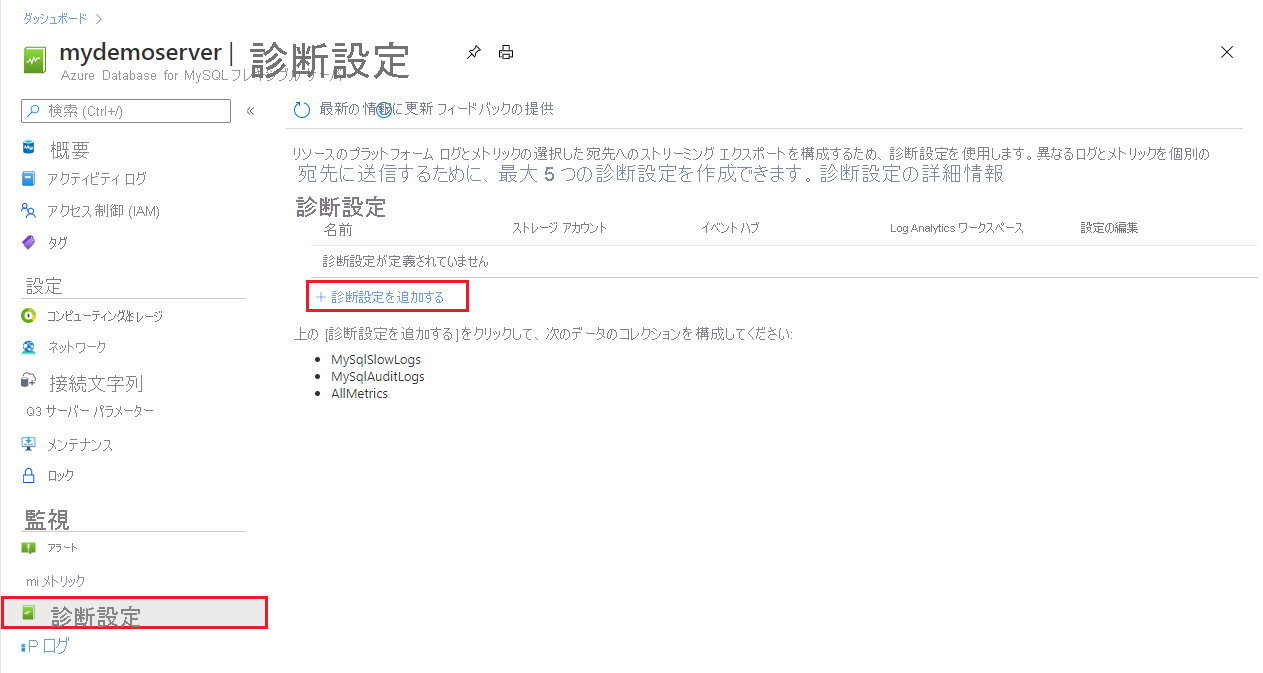 ダッシュボード
mydemoserver | 診断設定
Azure Database for MySQL フレキシブル サーバー
検索 (Ctrl+/)
«
最新の情報に更新 フィードバックの提供
リソースのプラットフォーム ログとメトリックの選択した宛先へのストリーミング エクスポートを構成するため、診断設定を使用します。異なるログとメトリックを個別の
宛先に送信するために、最大 5 つの診断設定を作成できます。診断設定の詳細情報
診断設定
名前 ストレージ アカウント イベント ハブ Log Analytics ワークスペース 設定の編集
診断設定が定義されていません
+ 診断設定を追加する
上の [診断設定を追加する] をクリックして、次のデータのコレクションを構成してください:
• MySqlSlowLogs
• MySqlAuditLogs
• AllMetrics
概要
アクティビティ ログ
アクセス制御 (IAM)
タグ
設定
コンピューティングとストレージ
ネットワーク
接続文字列
Q3 サーバー パラメーター
メンテナンス
ロック
監視
アラート
mi メトリック
診断設定
P ログ